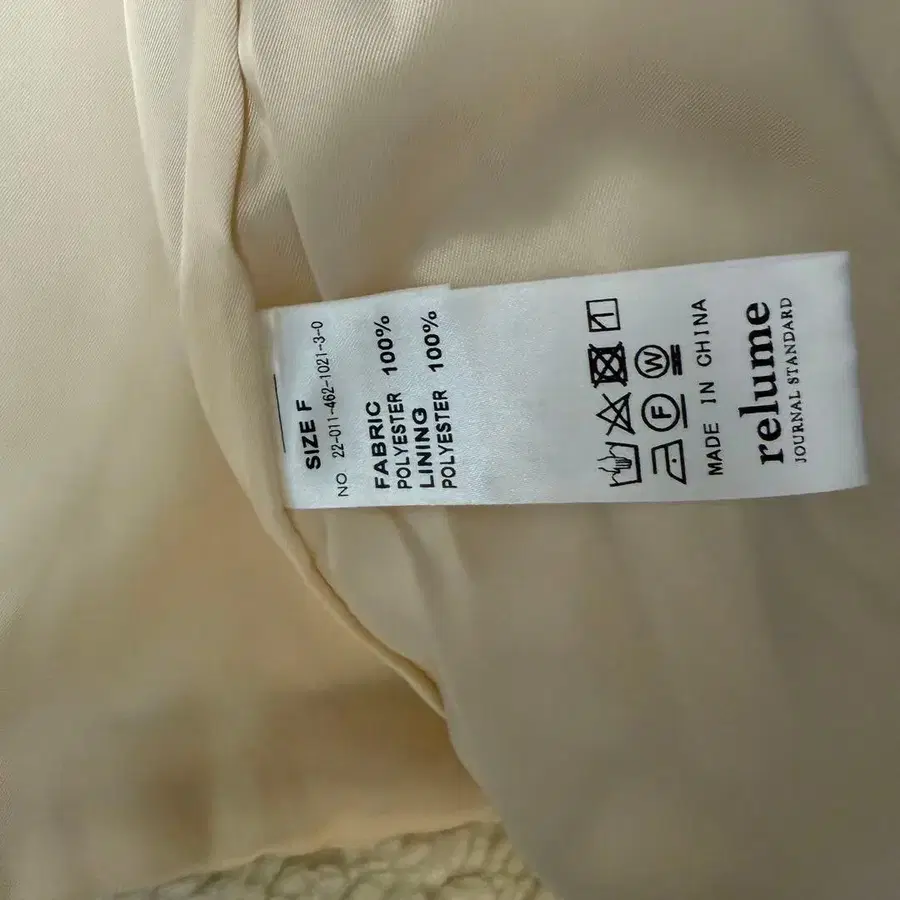 SIZE F
NO 22-011-462-1021-3-0
FABRIC
POLYESTER 100%
LINING
POLYESTER 100%
W
F
MADE IN CHINA
relume
JOURNAL STANDARD